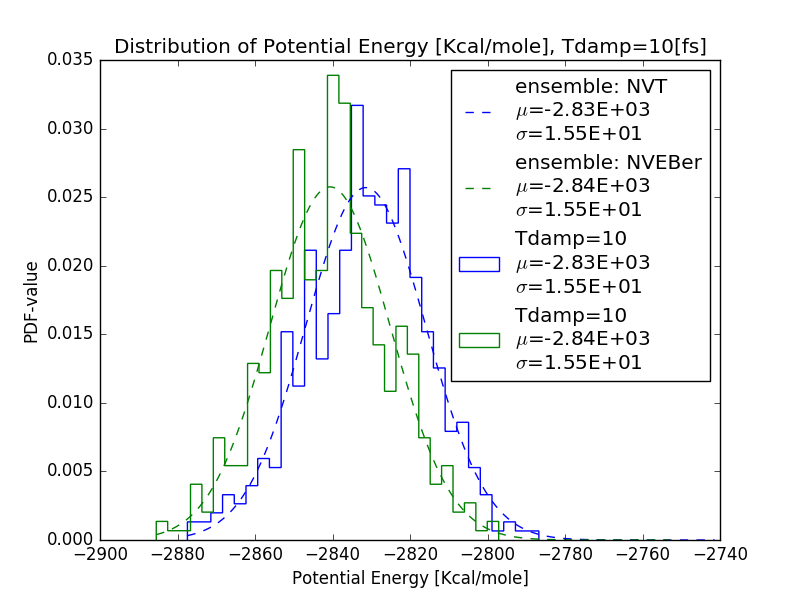 Distribution of Potential Energy [Kcal/mole], Tdamp=10[fs]
0.035
0.030
0.025
0.020
0.015
0.010
0.005
0.000
PDF-value
ensemble: NVT
μ=-2.83E+03
σ=1.55E+01
ensemble: NVEBer
μ=-2.84E+03
σ=1.55E+01
Tdamp=10
μ=-2.83E+03
σ=1.55E+01
Tdamp=10
μ=-2.84E+03
σ=1.55E+01
−2900 −2880 −2860 −2840 −2820 −2800 −2780 −2760 −2740
Potential Energy [Kcal/mole]